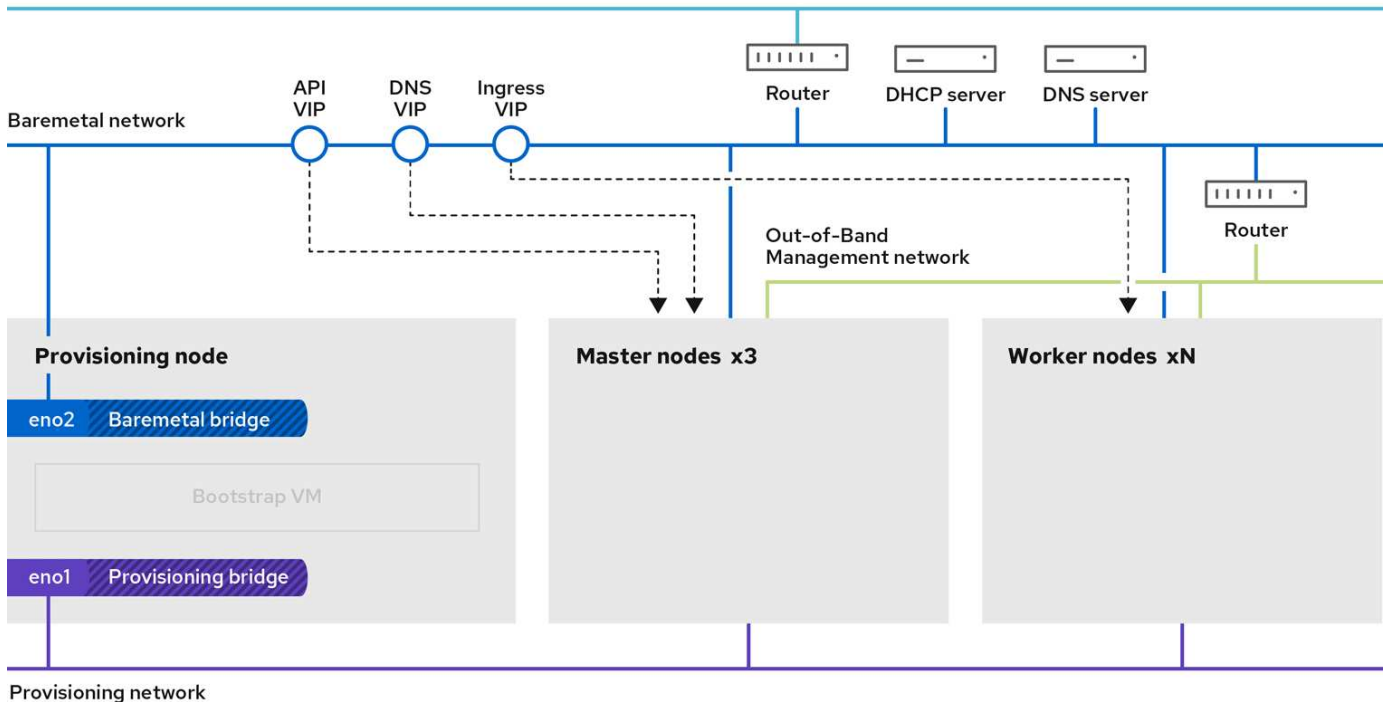 API
VIP
DNS
VIP
Ingress
VIP
Router
DHCP server
DNS server
Baremetal network
Router
Out-of-Band
Management network
Provisioning node
Master nodes x3
Worker nodes xN
eno2
Baremetal bridge
Bootstrap VM
eno1
Provisioning bridge
Provisioning network